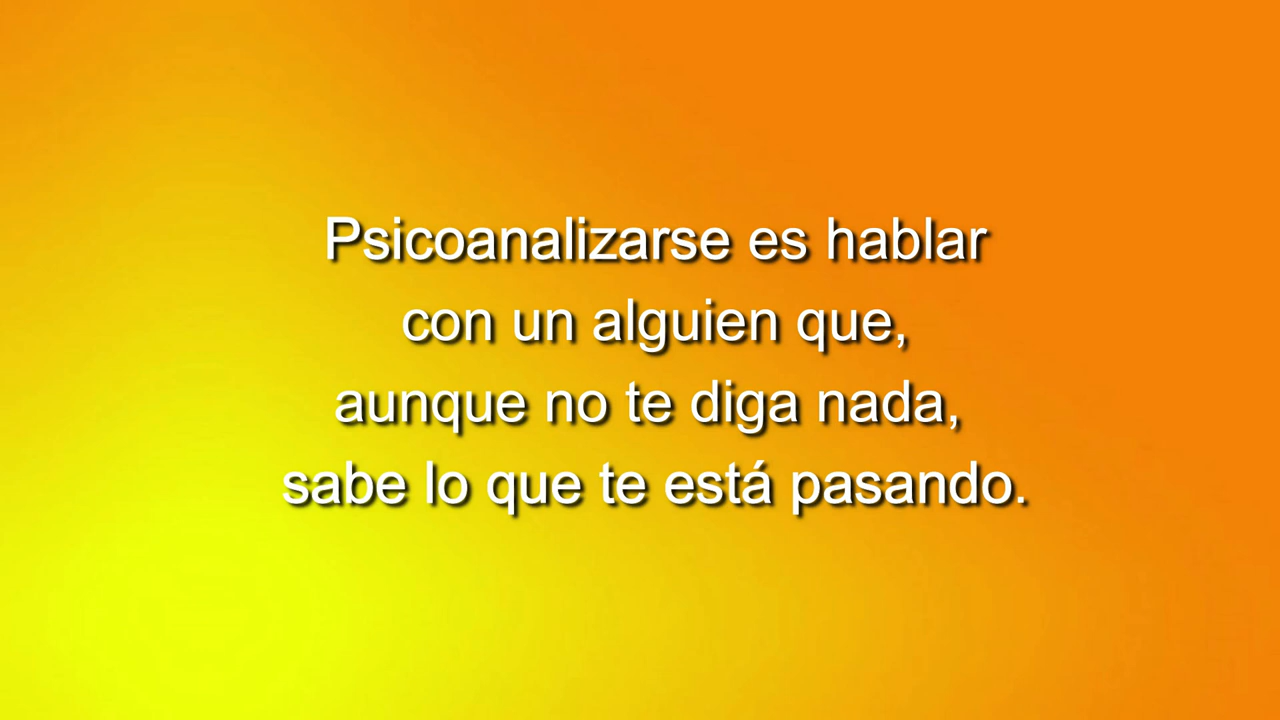 Psicoanalizarse es hablar
con un alguien que,
aunque no te diga nada,
sabe lo que te está pasando.